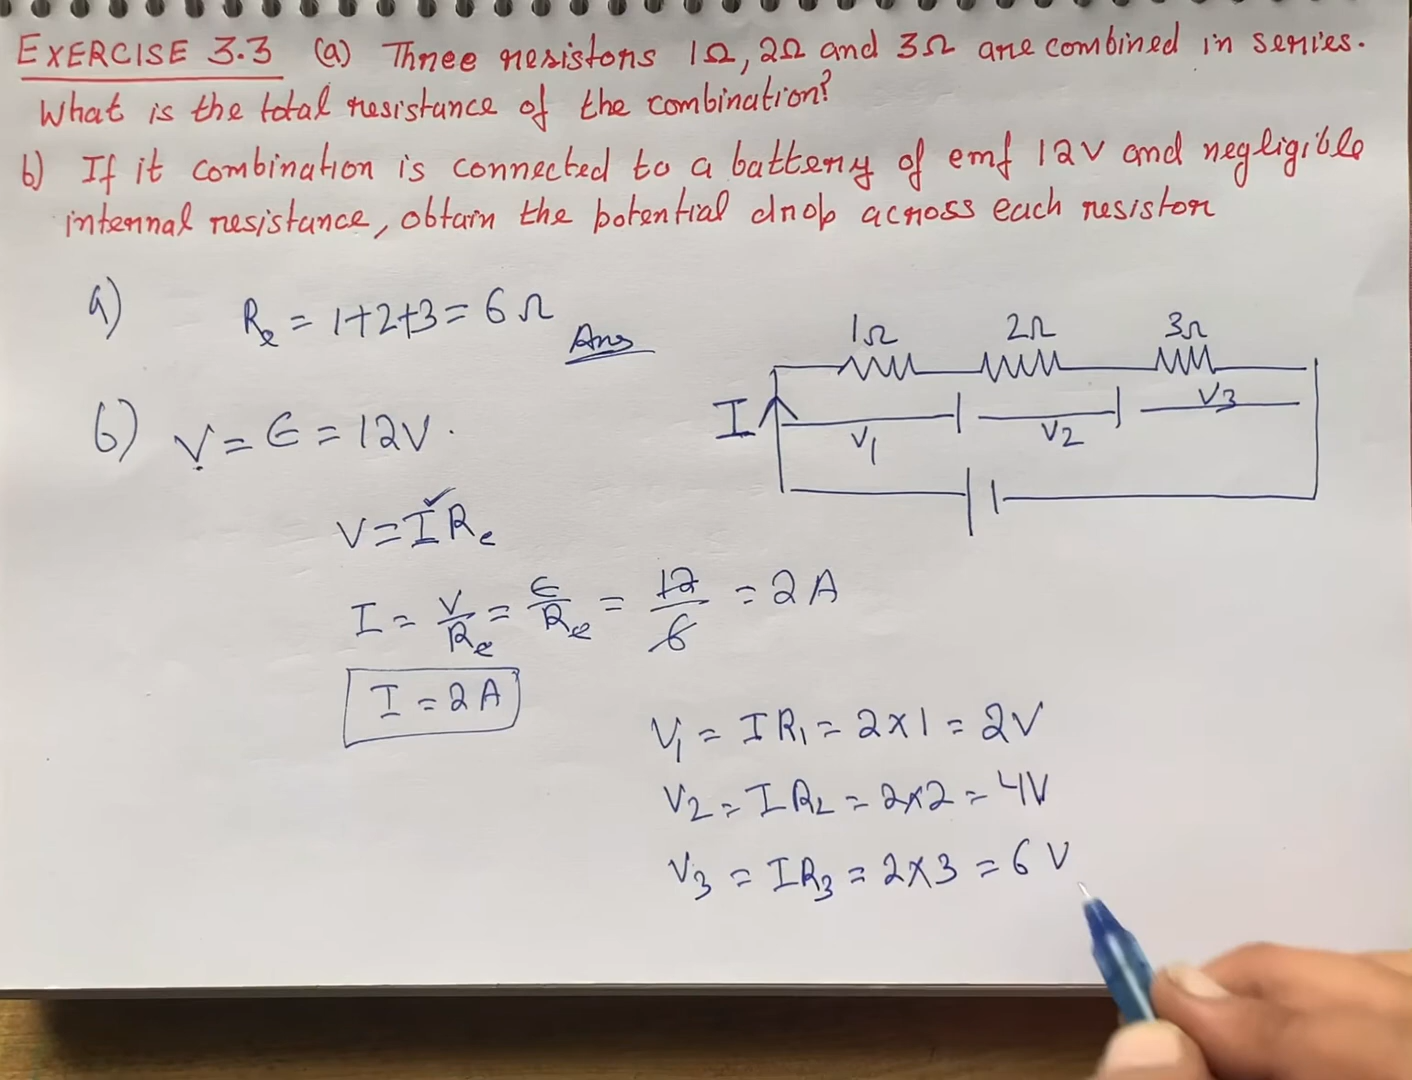 EXERCISE 3.3 (a) Three resistors 1Ω, 2Ω and 3Ω are combined in series.
What is the total resistance of the combination?
b) If it combination is connected to a battery of emf 12V and negligible
internal resistance, obtain the potential drop across each resistor
a) Re = 1+2+3 = 6Ω Ans
1Ω 2Ω 3Ω
I V1 V2 V3
b) V = ε = 12V.
V = IRe
I = V/Re = ε/Re = 12/6 = 2 A
I = 2 A
V1 = IR1 = 2×1 = 2V
V2 = IR2 = 2×2 = 4V
V3 = IR3 = 2×3 = 6 V